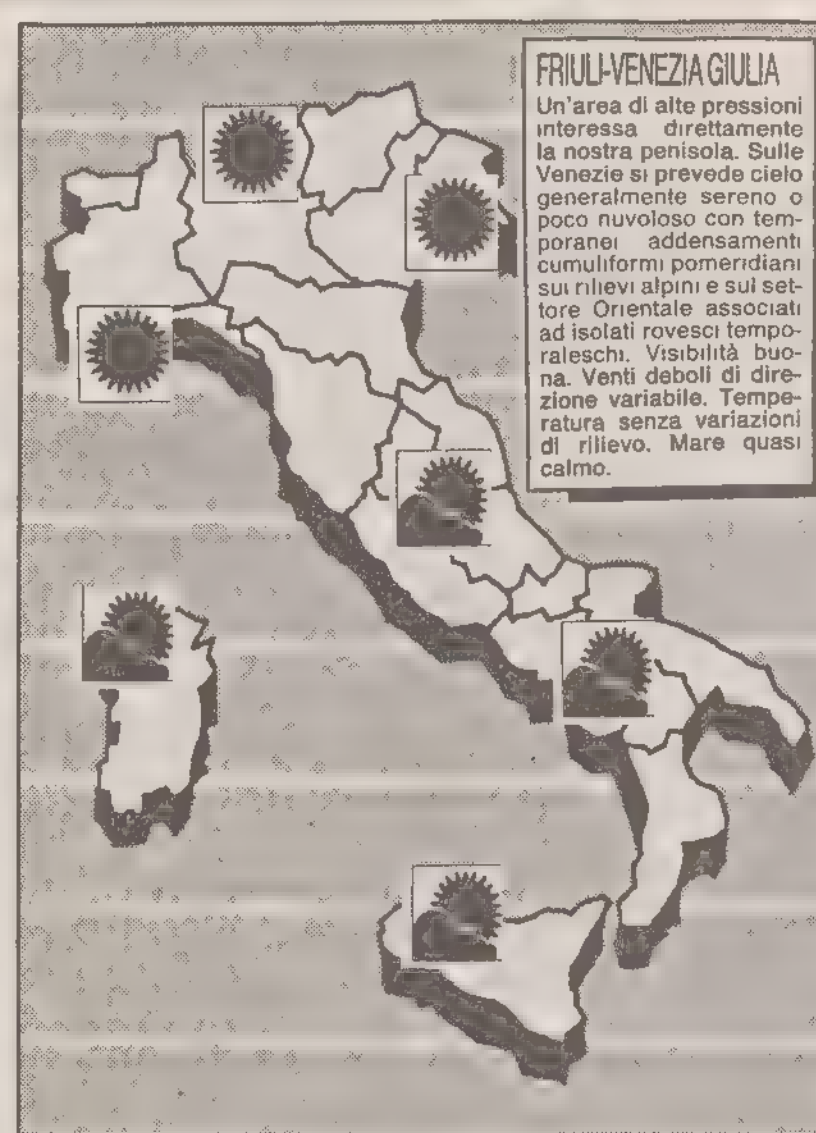 FRIULI-VENEZIA GIULIA
Un'area di alte pressioni
interessa direttamente
la nostra penisola. Sulle
Venezie si prevede cielo
generalmente sereno o
poco nuvoloso con tem-
poranei addensamenti
cumuliformi pomeridiani
sui rilievi alpini e sul set-
tore Orientale associati
ad isolati rovesci tempo-
raleschi. Visibilità buo-
na. Venti deboli di dire-
zione variabile. Tempe-
ratura senza variazioni
di rilievo. Mare quasi
calmo.